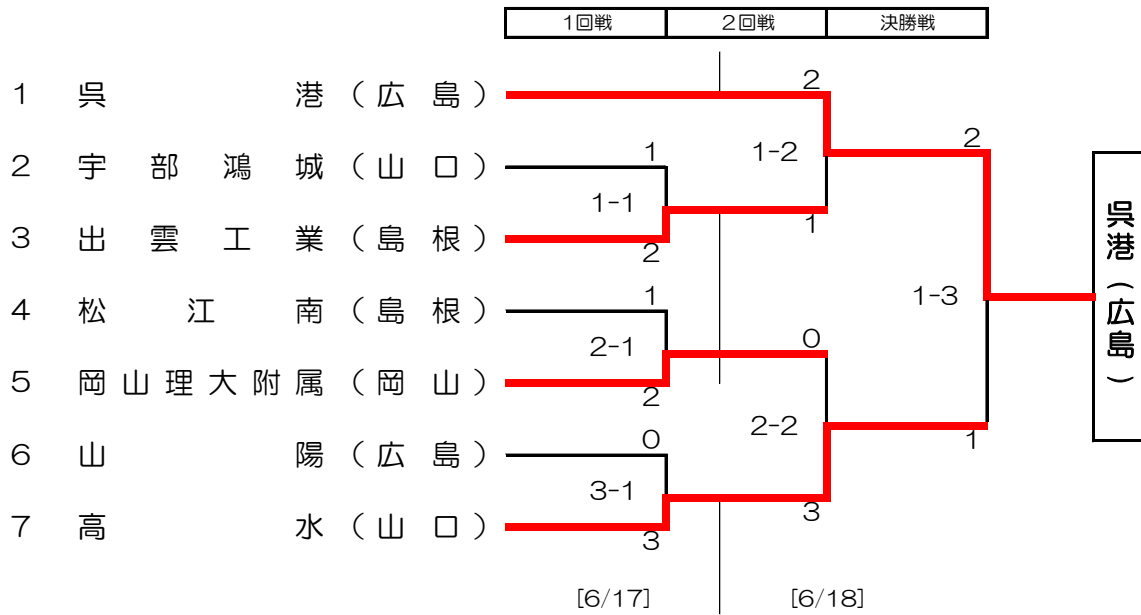 1回戦 2回戦 決勝戦
2
1 呉港（広島）
1 1-2 2
2 宇部鴻城（山口）
1-1 1
3 出雲工業（島根）
2
呉港（広島）
1 1-3
4 松江南（島根）
2-1 0
5 岡山理大附属（岡山）
2 2-2
0 1
6 山陽（広島）
3-1 3
7 高水（山口）
3
[6/17] [6/18]